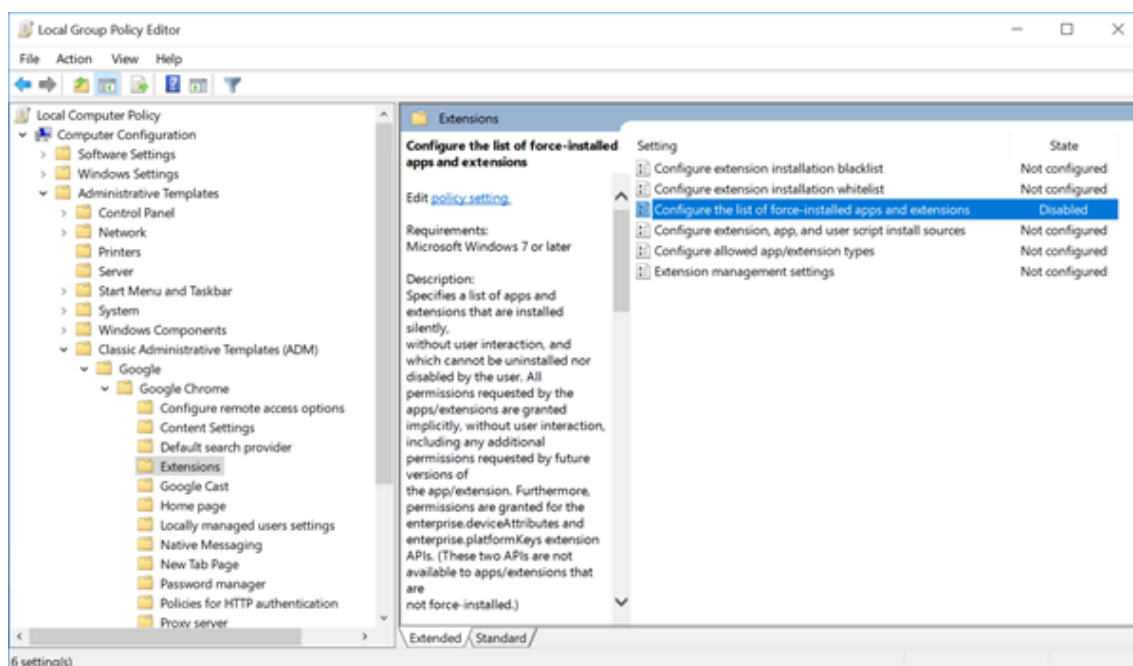 Local Group Policy Editor
File Action View Help
Local Computer Policy
Computer Configuration
Software Settings
Windows Settings
Administrative Templates
Control Panel
Network
Printers
Server
Start Menu and Taskbar
System
Windows Components
Classic Administrative Templates (ADM)
Google
Google Chrome
Configure remote access options
Content Settings
Default search provider
Extensions
Google Cast
Home page
Locally managed users settings
Native Messaging
New Tab Page
Password manager
Policies for HTTP authentication
Proxy server
Extensions
Configure the list of force-installed
apps and extensions
Edit policy setting.
Requirements:
Microsoft Windows 7 or later
Description:
Specifies a list of apps and
extensions that are installed
silently,
without user interaction, and
which cannot be uninstalled nor
disabled by the user. All
permissions requested by the
apps/extensions are granted
implicitly, without user interaction,
including any additional
permissions requested by future
versions of
the app/extension. Furthermore,
permissions are granted for the
enterprise.deviceAttributes and
enterprise.platformKeys extension
APIs. (These two APIs are not
available to apps/extensions that
are
not force-installed.)
Setting State
Configure extension installation blacklist Not configured
Configure extension installation whitelist Not configured
Configure the list of force-installed apps and extensions Disabled
Configure extension, app, and user script install sources Not configured
Configure allowed app/extension types Not configured
Extension management settings Not configured
Extended Standard
6 setting(s)